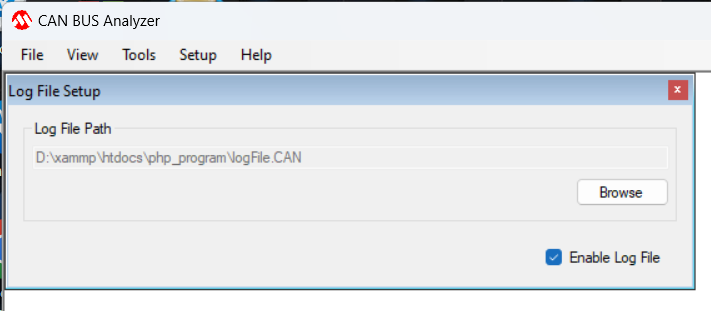 CAN BUS Analyzer
File View Tools Setup Help
Log File Setup x
Log File Path
D:\xammp\htdocs\php_program\logFile.CAN
Browse
Enable Log File